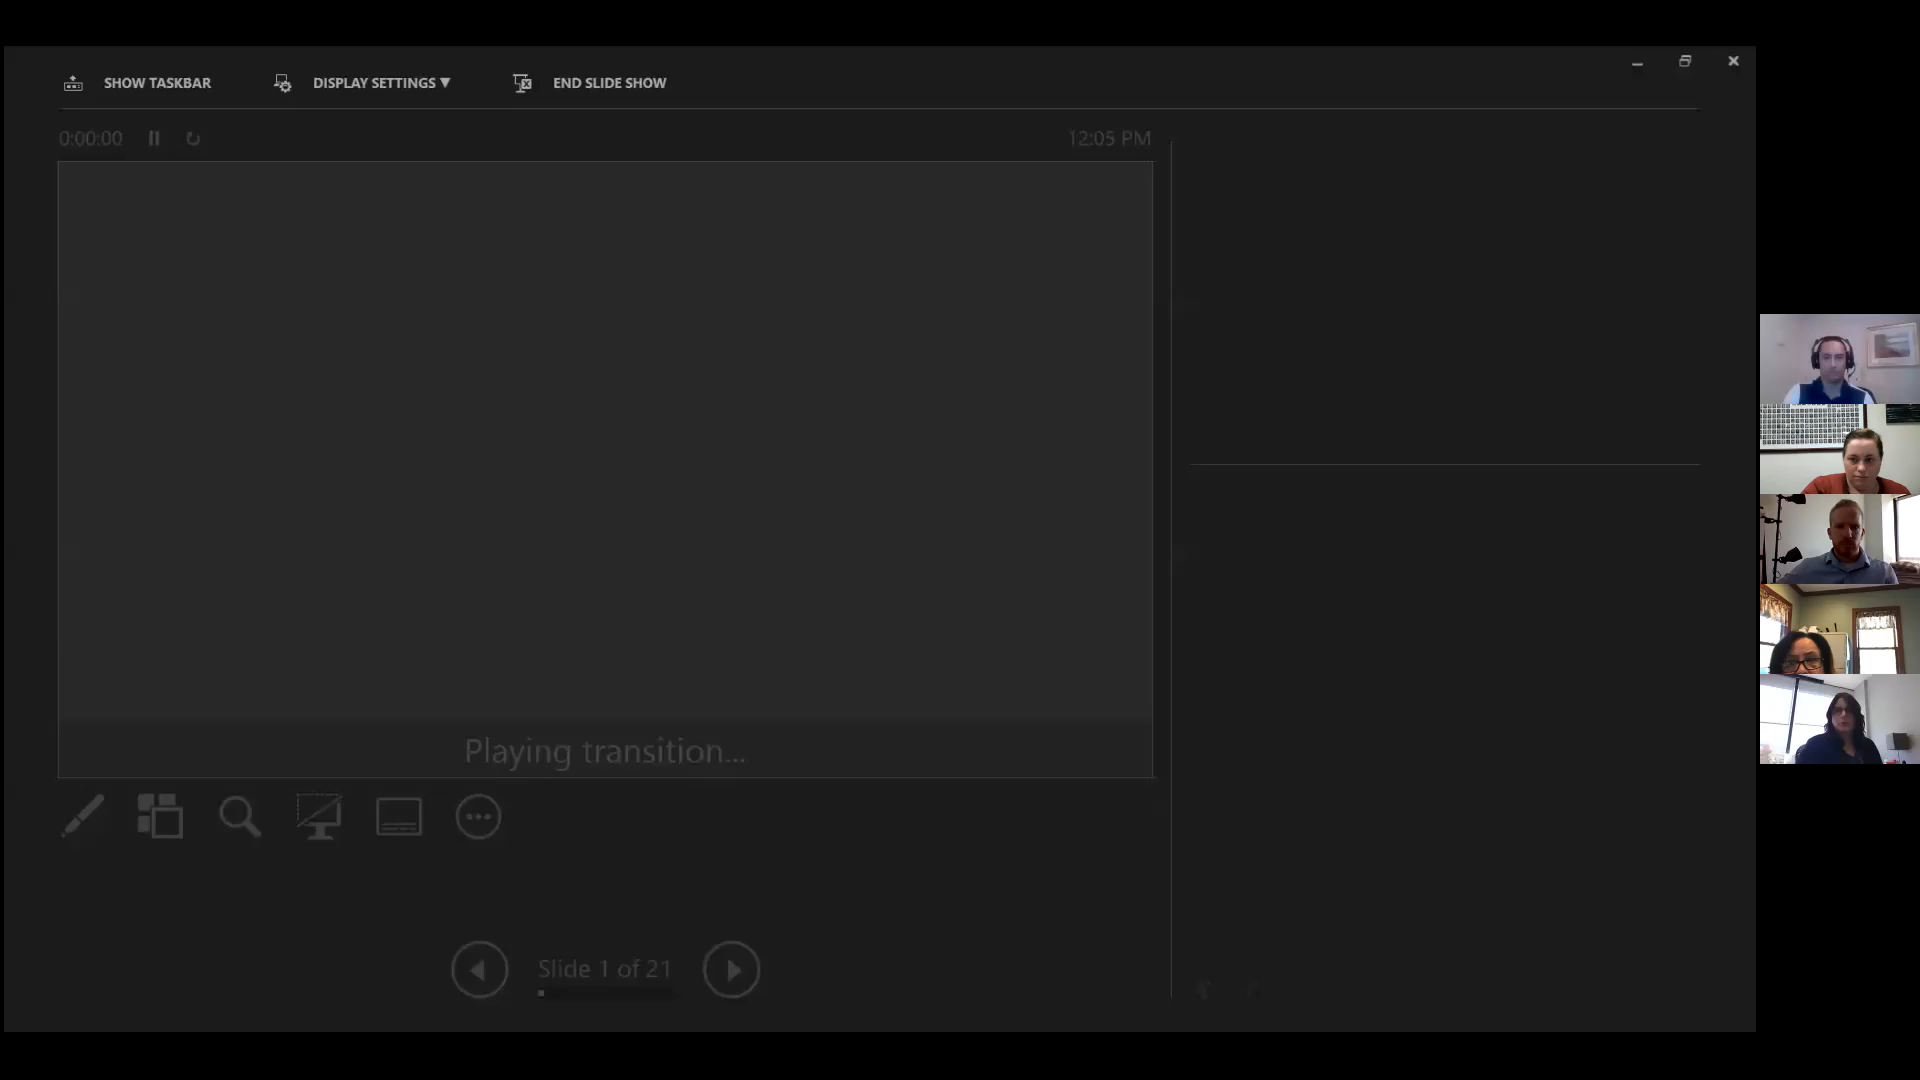 SHOW TASKBAR
DISPLAY SETTINGS ▼
END SLIDE SHOW
0:00:00
12:05 PM
Playing transition...
Slide 1 of 21